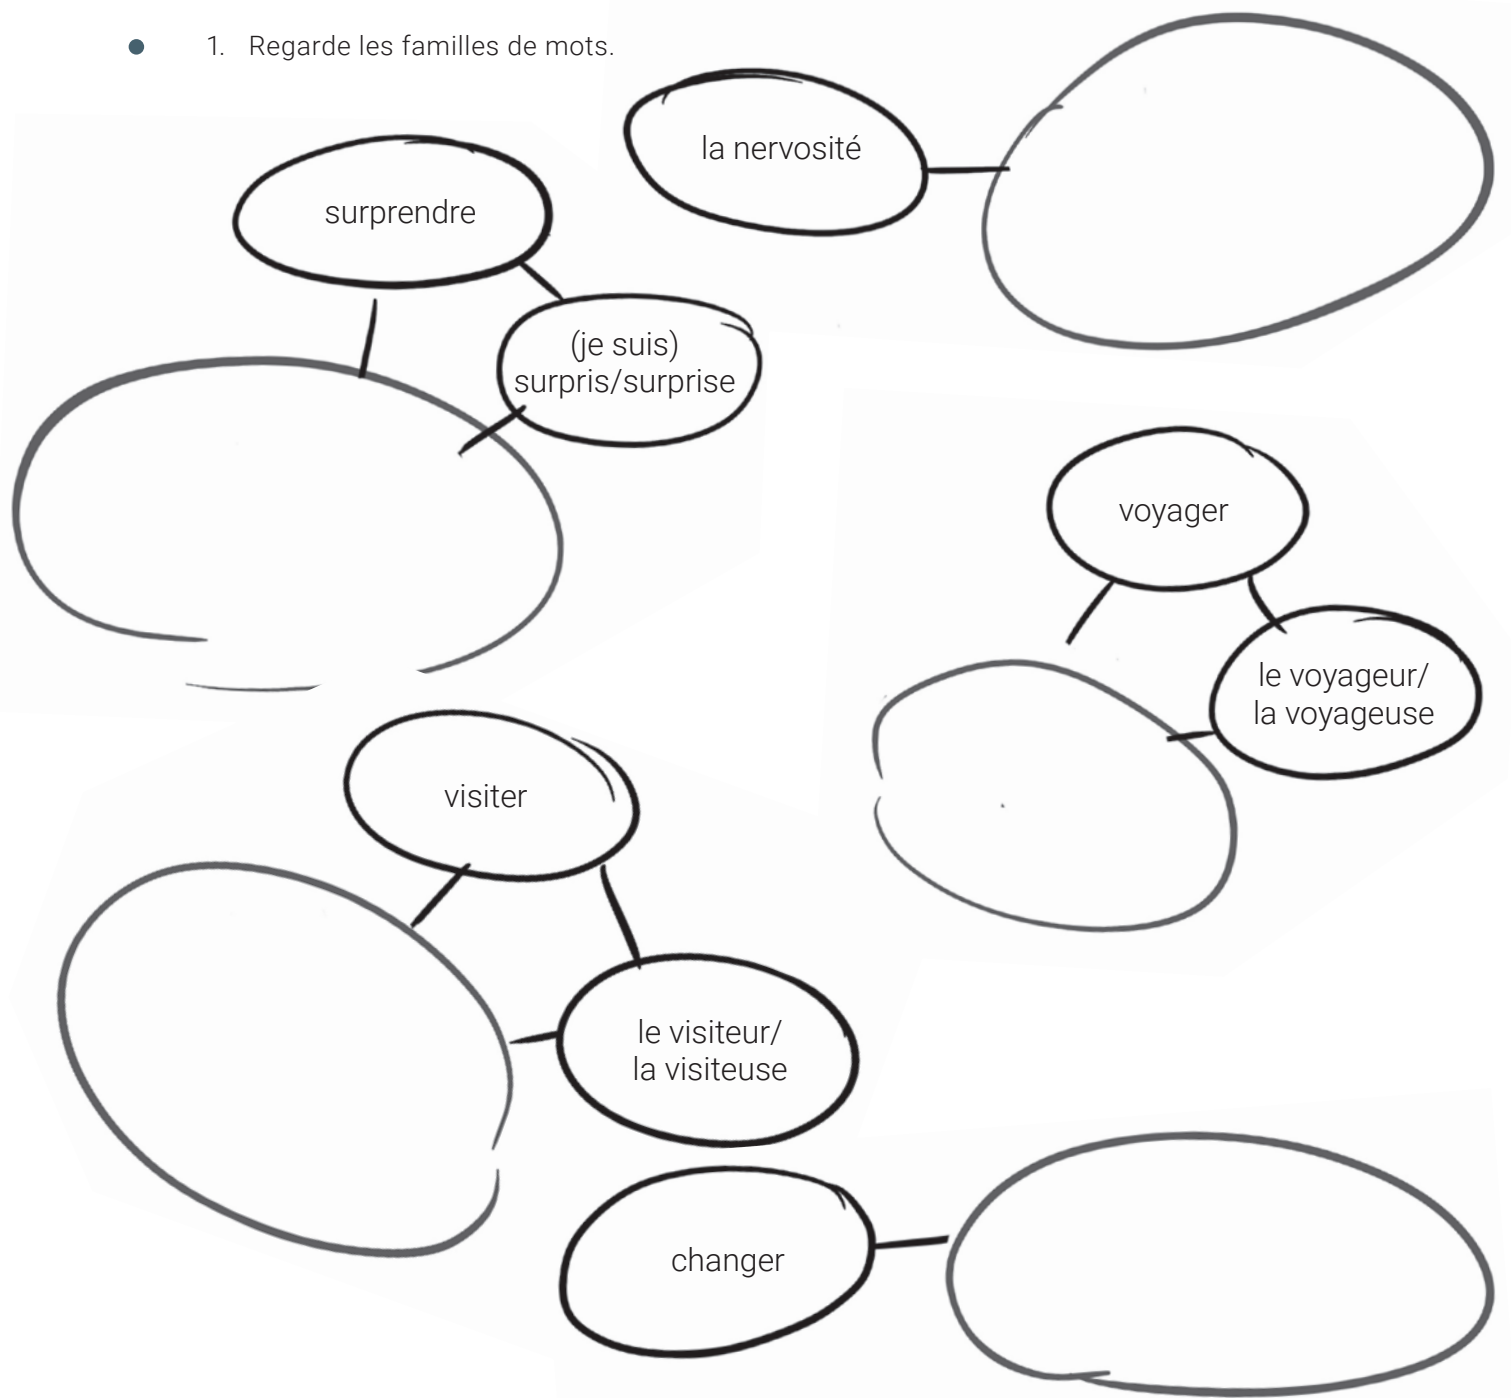 1. Regarde les familles de mots.
la nervosité
surprendre
(je suis)
surpris/surprise
voyager
le voyageur/
la voyageuse
visiter
le visiteur/
la visiteuse
changer